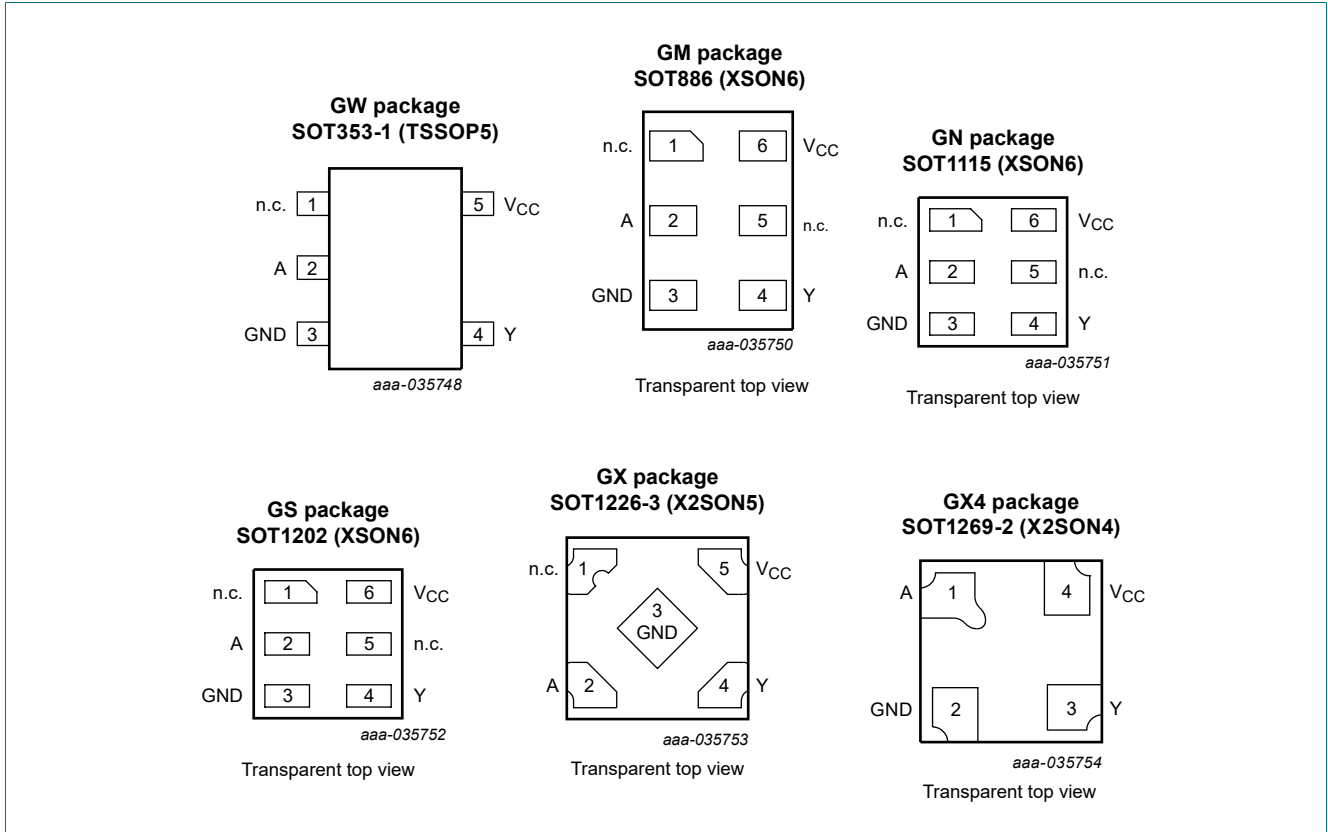 GW package
SOT353-1 (TSSOP5)
n.c. 1
5 VCC
A 2
GND 3
4 Y
aaa-035748
GM package
SOT886 (XSON6)
n.c. 1 6 VCC
A 2 5 n.c.
GND 3 4 Y
aaa-035750
Transparent top view
GN package
SOT1115 (XSON6)
n.c. 1 6 VCC
A 2 5 n.c.
GND 3 4 Y
aaa-035751
Transparent top view
GS package
SOT1202 (XSON6)
n.c. 1 6 VCC
A 2 5 n.c.
GND 3 4 Y
aaa-035752
Transparent top view
GX package
SOT1226-3 (X2SON5)
n.c. 1 5 VCC
3
GND
A 2 4 Y
aaa-035753
Transparent top view
GX4 package
SOT1269-2 (X2SON4)
A 1 4 VCC
GND 2 3 Y
aaa-035754
Transparent top view